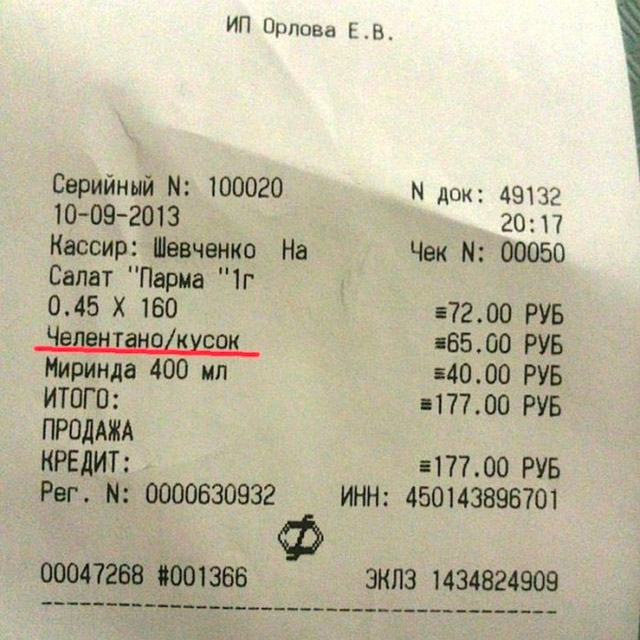 ИП Орлова Е.В.
Серийный N: 100020 N док: 49132
10-09-2013 20:17
Кассир: Шевченко На Чек N: 00050
Салат "Парма "1г
0.45 X 160 ≡72.00 РУБ
Челентано/кусок ≡65.00 РУБ
Миринда 400 мл ≡40.00 РУБ
ИТОГО: ≡177.00 РУБ
ПРОДАЖА
КРЕДИТ: ≡177.00 РУБ
Рег. N: 0000630932 ИНН: 450143896701
00047268 #001366 ЭКЛЗ 1434824909